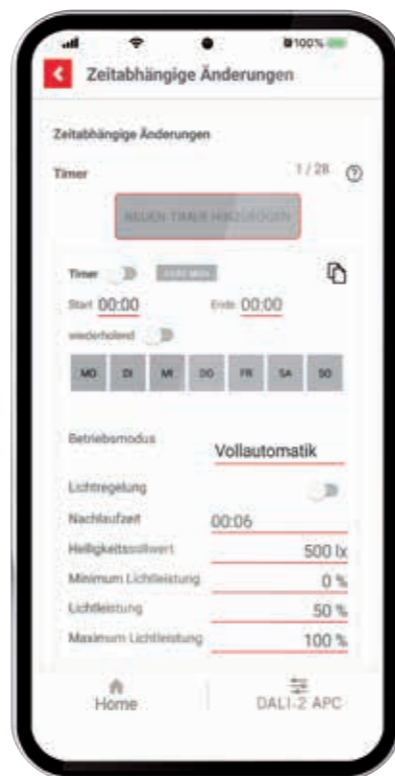 100%
Zeitabhängige Änderungen
Zeitabhängige Änderungen
Timer 1 / 28
NEUEN TIMER HINZUFÜGEN
Timer
Start 00:00 Ende 00:00
wiederholend
MO DI MI DO FR SA SO
Betriebsmodus Vollautomatik
Lichtregelung
Nachlaufzeit 00:06
Helligkeitssollwert 500 lx
Minimum Lichtleistung 0 %
Lichtleistung 50 %
Maximum Lichtleistung 100 %
Home DALI-2 APC